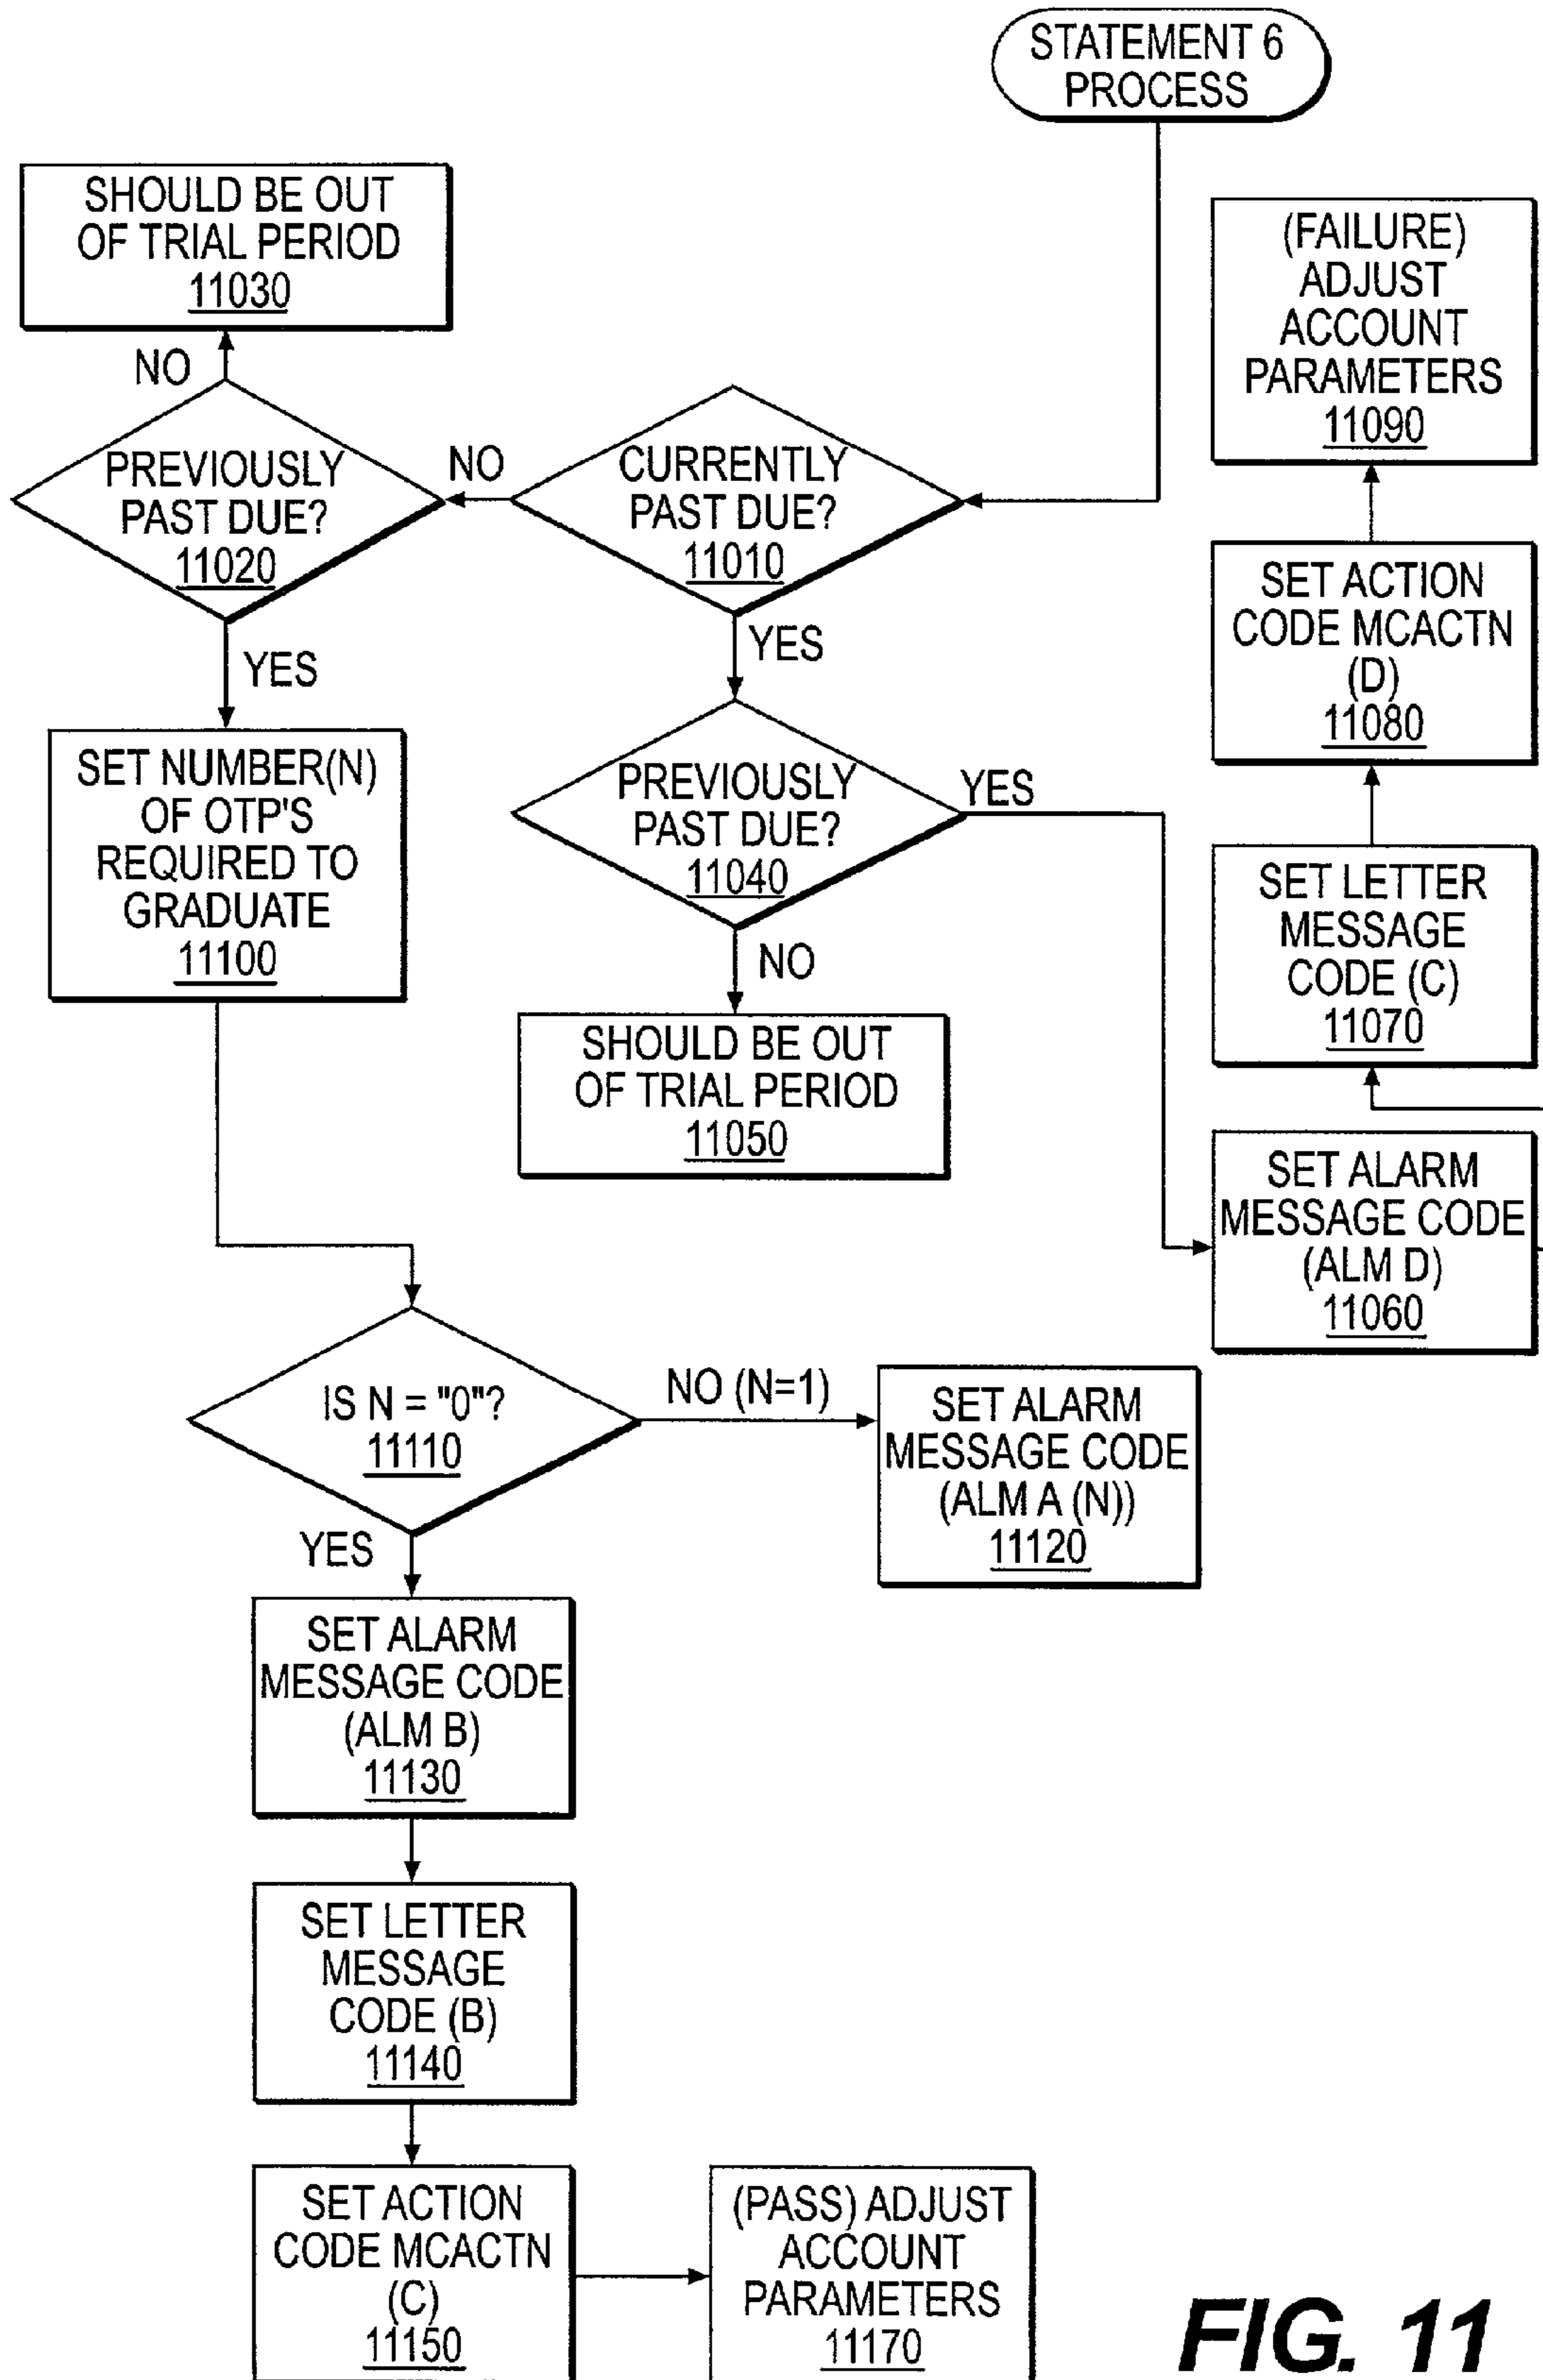 STATEMENT 6
PROCESS
SHOULD BE OUT
OF TRIAL PERIOD
11030
NO
PREVIOUSLY
PAST DUE?
11020
NO
CURRENTLY
PAST DUE?
11010
YES
YES
SET NUMBER(N)
OF OTP'S
REQUIRED TO
GRADUATE
11100
PREVIOUSLY
PAST DUE?
11040
YES
NO
SHOULD BE OUT
OF TRIAL PERIOD
11050
(FAILURE)
ADJUST
ACCOUNT
PARAMETERS
11090
SET ACTION
CODE MCACTN
(D)
11080
SET LETTER
MESSAGE
CODE (C)
11070
SET ALARM
MESSAGE CODE
(ALM D)
11060
IS N = "0"?
11110
NO (N=1)
SET ALARM
MESSAGE CODE
(ALM A (N))
11120
YES
SET ALARM
MESSAGE CODE
(ALM B)
11130
SET LETTER
MESSAGE
CODE (B)
11140
SET ACTION
CODE MCACTN
(C)
11150
(PASS) ADJUST
ACCOUNT
PARAMETERS
11170
FIG. 11